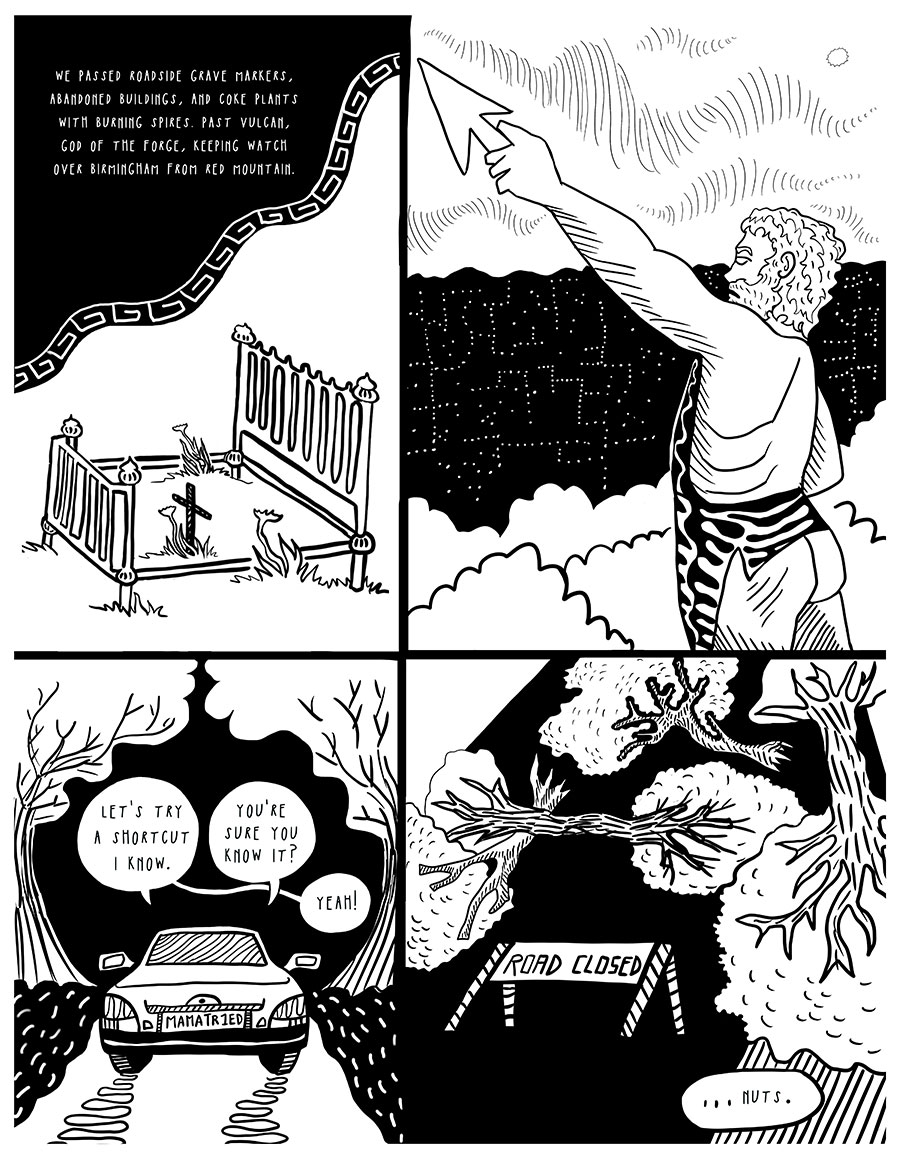 WE PASSED ROADSIDE GRAVE MARKERS,
ABANDONED BUILDINGS, AND COKE PLANTS
WITH BURNING SPIRES. PAST VULCAN,
GOD OF THE FORGE, KEEPING WATCH
OVER BIRMINGHAM FROM RED MOUNTAIN.
LET'S TRY
A SHORTCUT
I KNOW.
YOU'RE
SURE YOU
KNOW IT?
YEAH!
MAMATRIED
ROAD CLOSED
... NUTS.